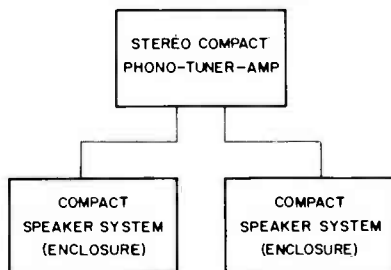 STEREO COMPACT
PHONO-TUNER-AMP
COMPACT
SPEAKER SYSTEM
(ENCLOSURE)
COMPACT
SPEAKER SYSTEM
(ENCLOSURE)